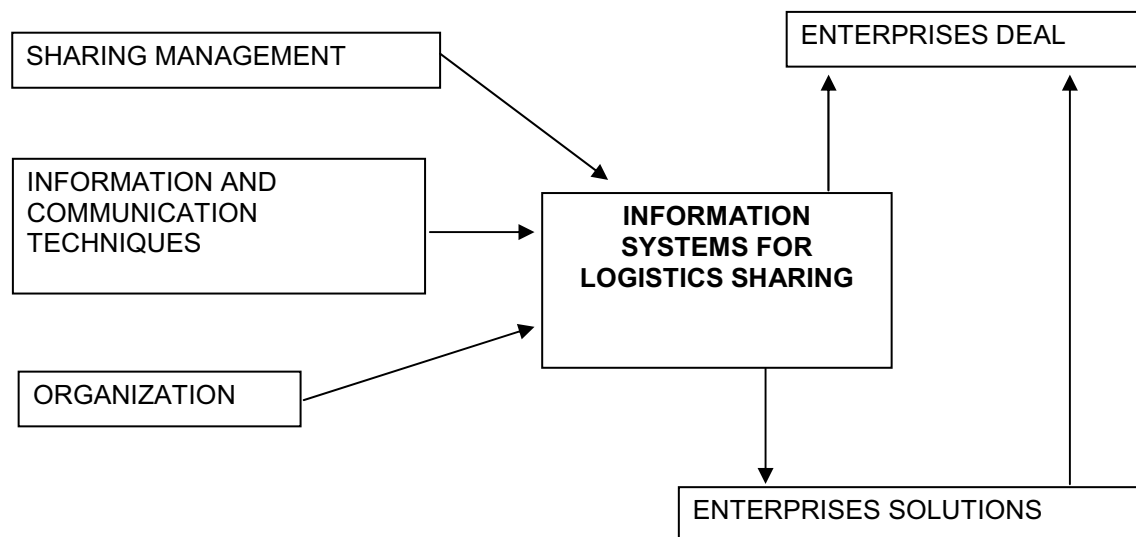 SHARING MANAGEMENT
ENTERPRISES DEAL
INFORMATION AND
COMMUNICATION
TECHNIQUES
INFORMATION
SYSTEMS FOR
LOGISTICS SHARING
ORGANIZATION
ENTERPRISES SOLUTIONS